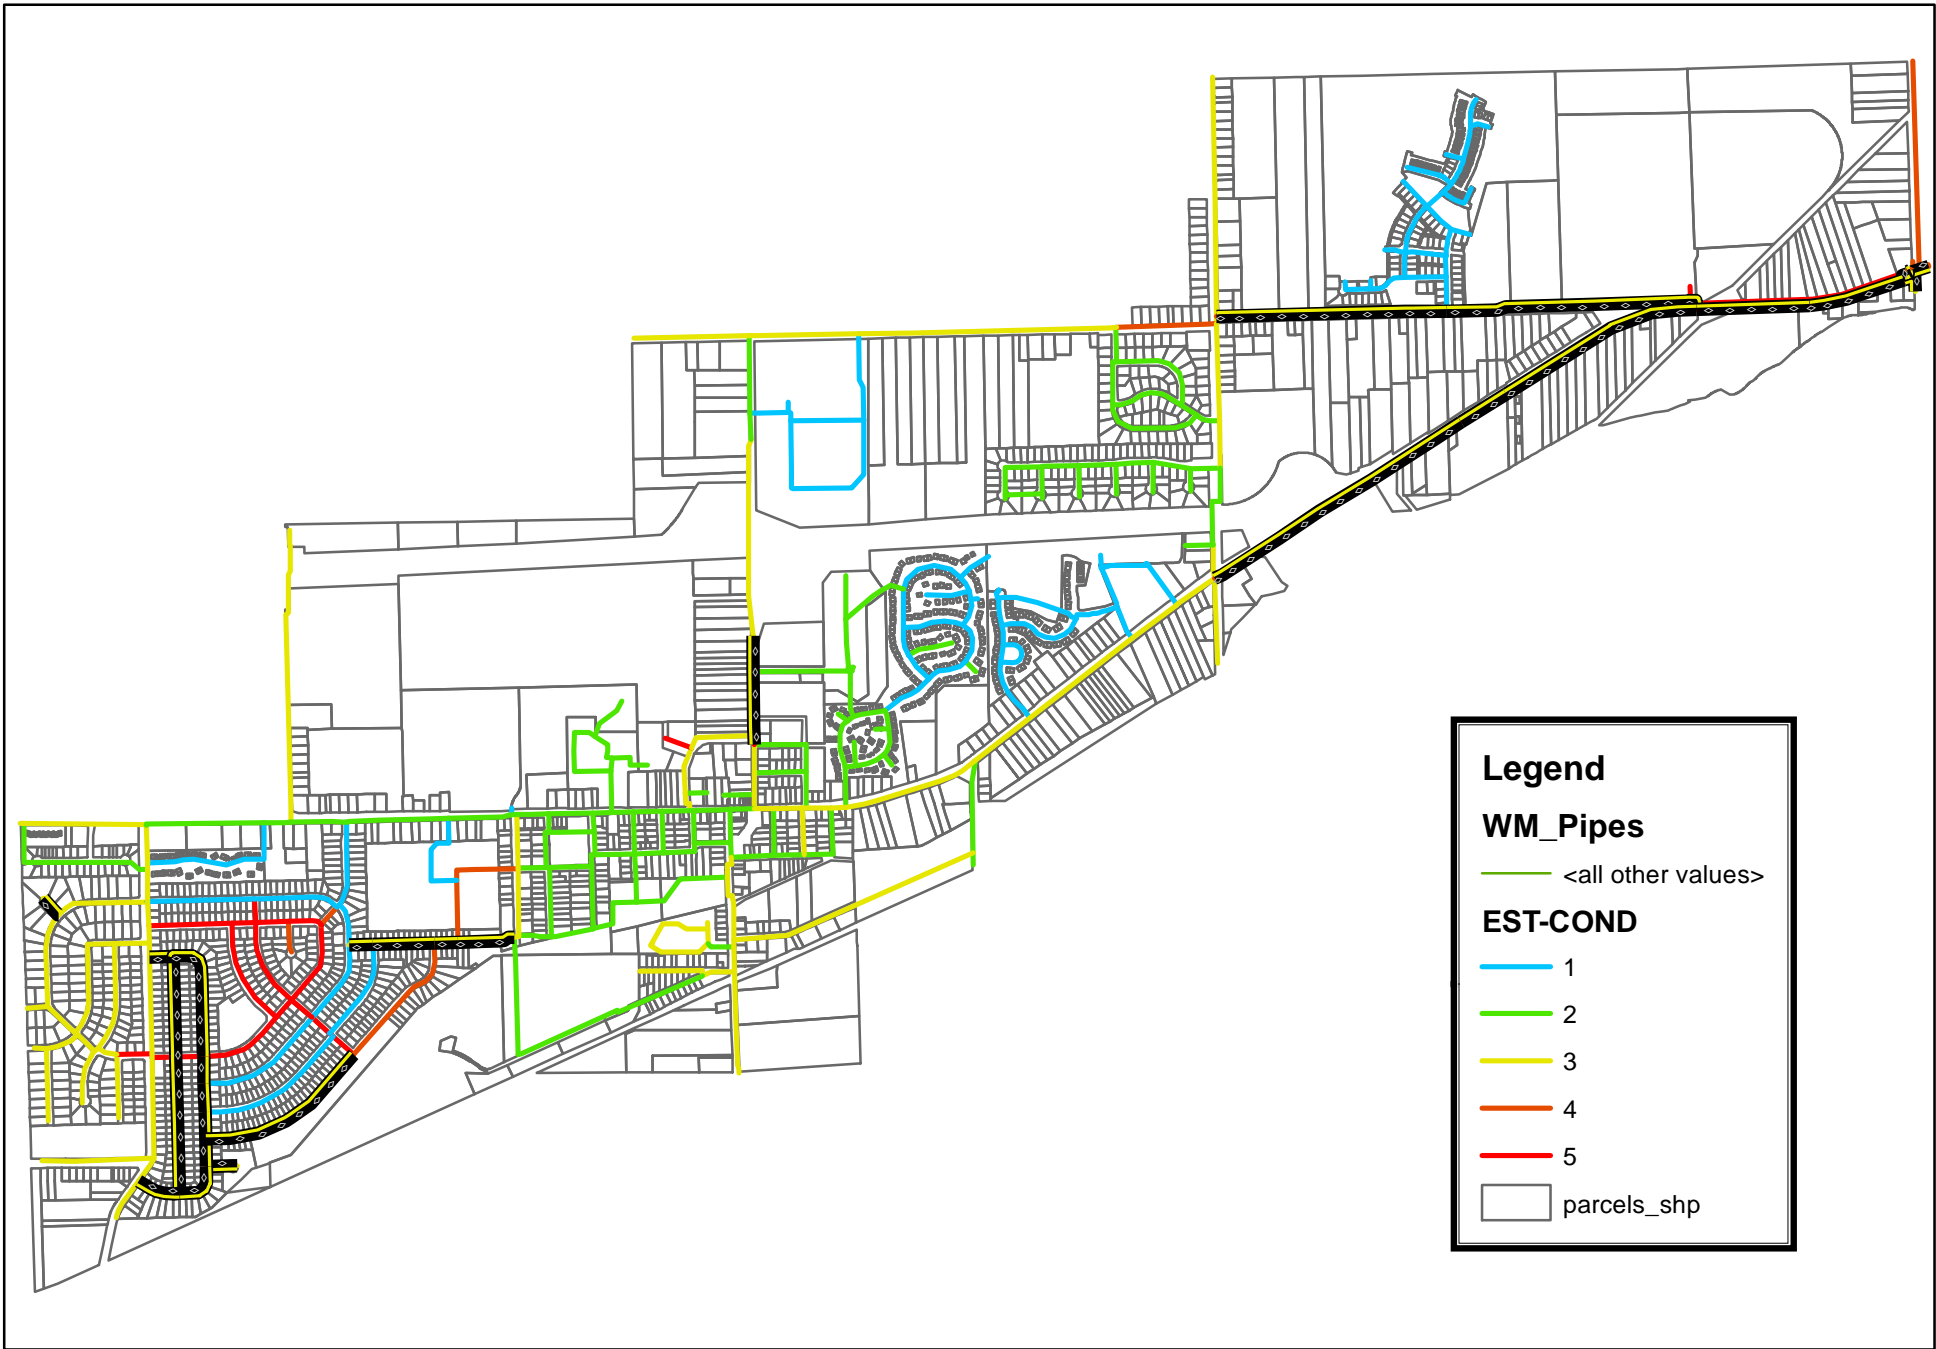 Legend
WM_Pipes
<all other values>
EST-COND
1
2
3
4
5
parcels_shp